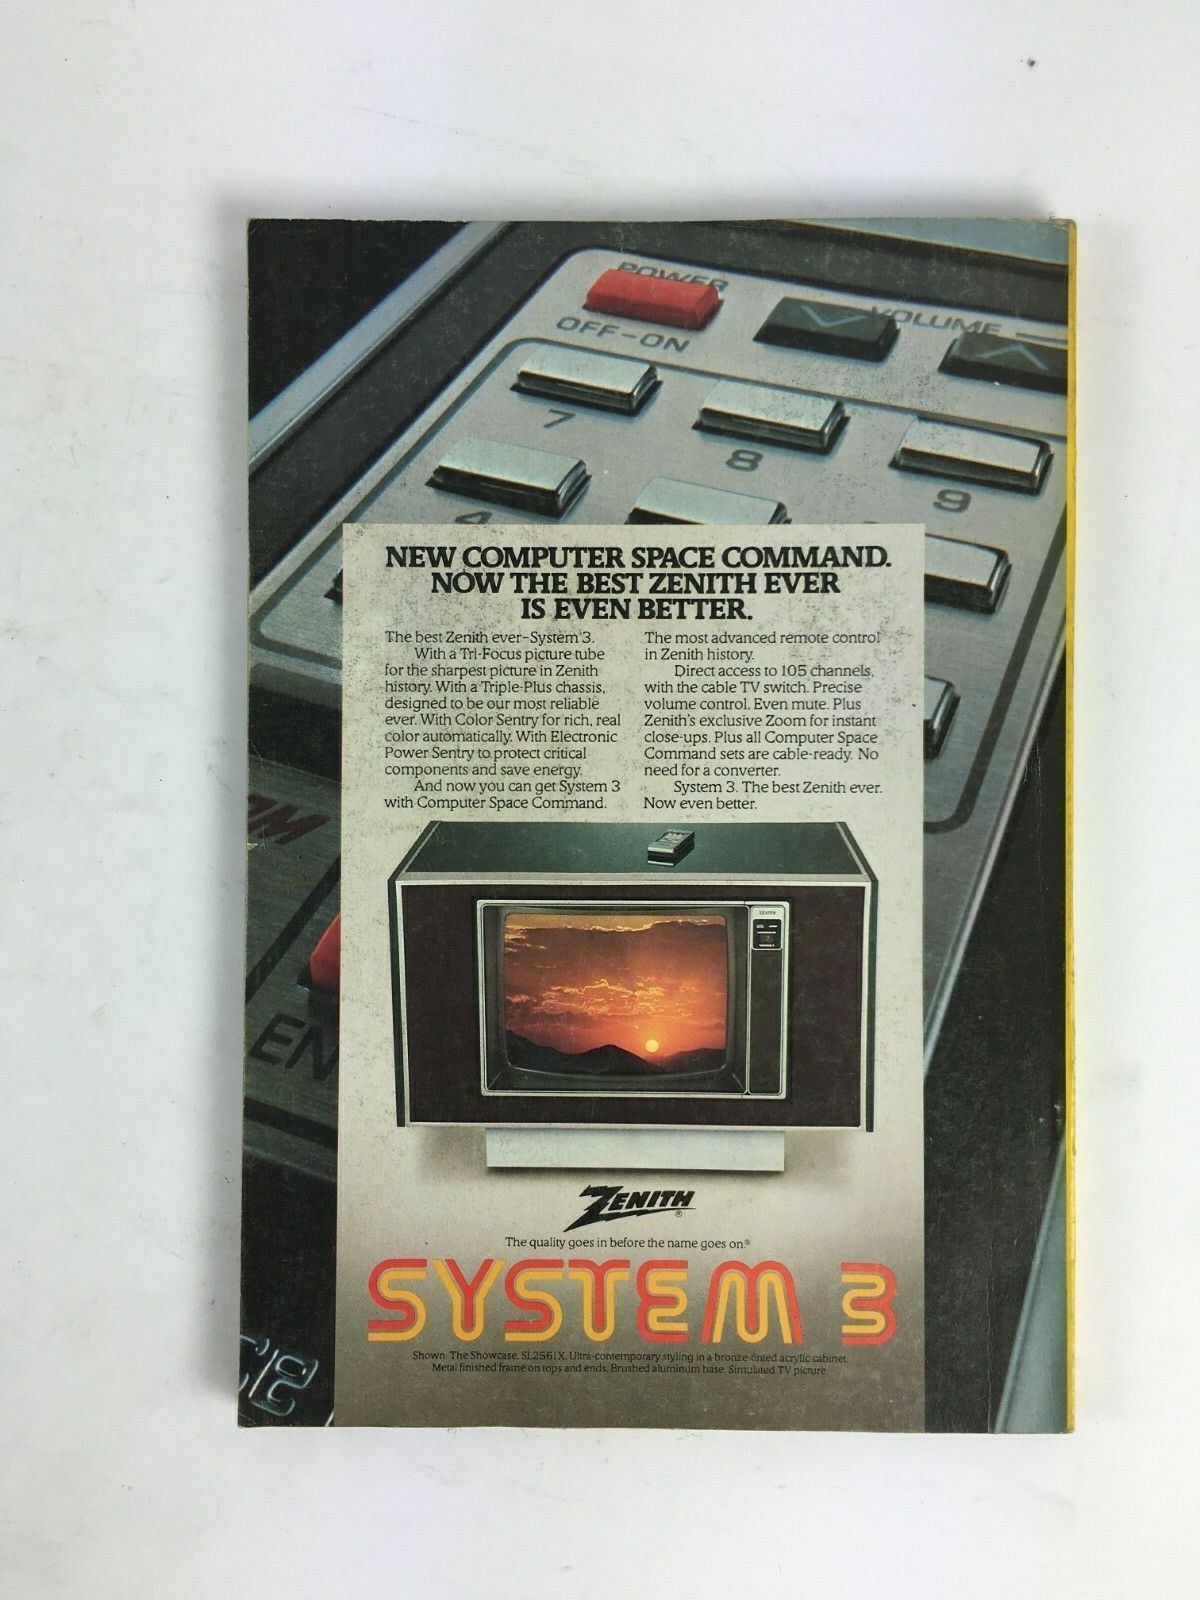 POWER
OFF-ON
VOLUME
7
8
9
4
NEW COMPUTER SPACE COMMAND.
NOW THE BEST ZENITH EVER
IS EVEN BETTER.
The best Zenith ever–System 3.
With a Tri-Focus picture tube
for the sharpest picture in Zenith
history. With a Triple-Plus chassis,
designed to be our most reliable
ever. With Color Sentry for rich, real
color automatically. With Electronic
Power Sentry to protect critical
components and save energy.
And now you can get System 3
with Computer Space Command.
The most advanced remote control
in Zenith history.
Direct access to 105 channels,
with the cable TV switch. Precise
volume control. Even mute. Plus
Zenith's exclusive Zoom for instant
close-ups. Plus all Computer Space
Command sets are cable-ready. No
need for a converter.
System 3. The best Zenith ever.
Now even better.
OM
EN
ZENITH
ZENITH®
The quality goes in before the name goes on.®
SYSTEM 3
Shown: The Showcase. SL2561X. Ultra-contemporary styling in a bronze-tinted acrylic cabinet.
Metal finished frame on tops and ends. Brushed aluminum base. Simulated TV picture.